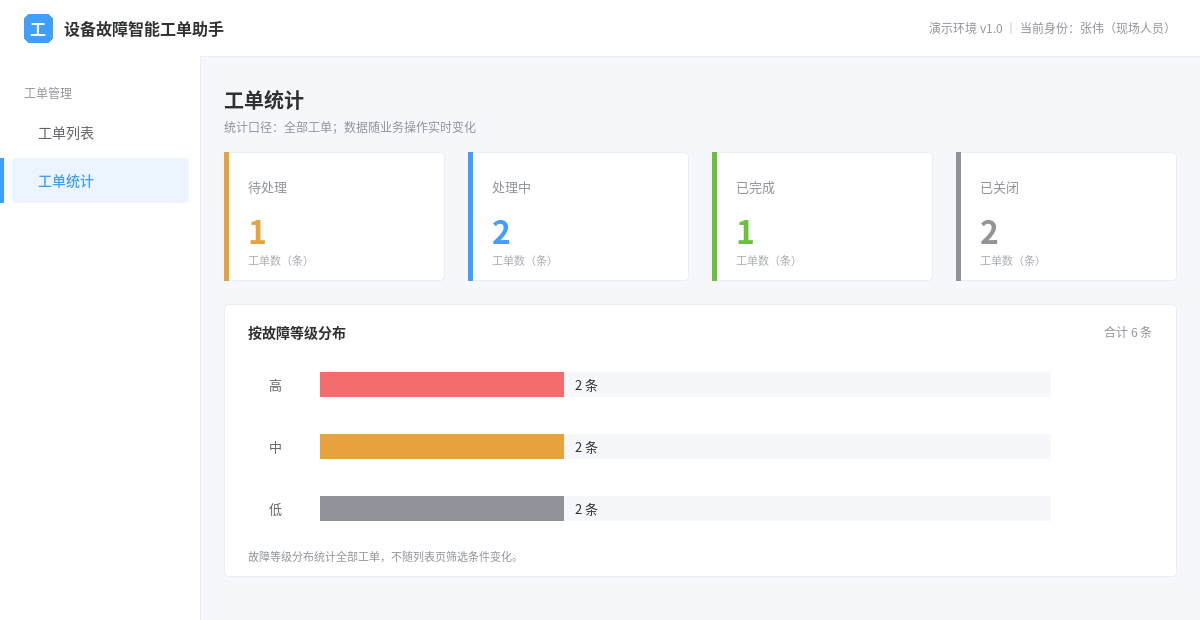 工 设备故障智能工单助手
演示环境 v1.0 | 当前身份：张伟（现场人员）
工单管理
工单列表
工单统计
工单统计
统计口径：全部工单；数据随业务操作实时变化
待处理
1
工单数（条）
处理中
2
工单数（条）
已完成
1
工单数（条）
已关闭
2
工单数（条）
按故障等级分布
合计 6 条
高 2 条
中 2 条
低 2 条
故障等级分布统计全部工单，不随列表页筛选条件变化。